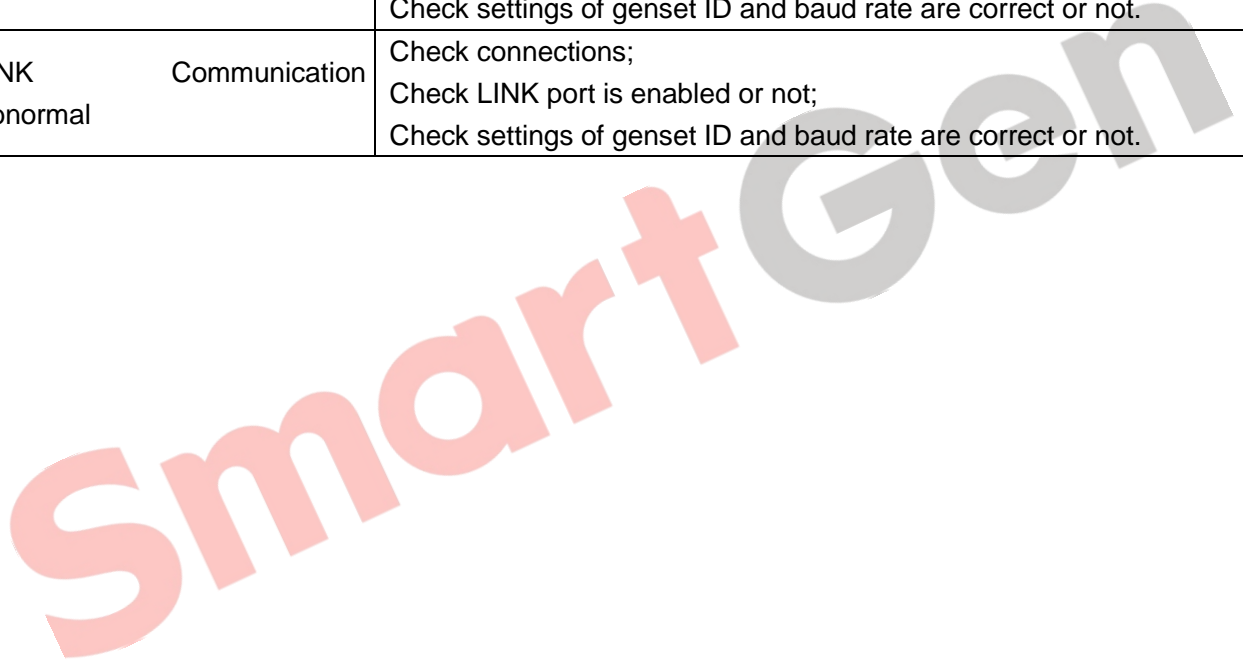 Check settings of genset ID and baud rate are correct or not.
NK Communication
onormal
Check connections;
Check LINK port is enabled or not;
Check settings of genset ID and baud rate are correct or not.
SmartGen